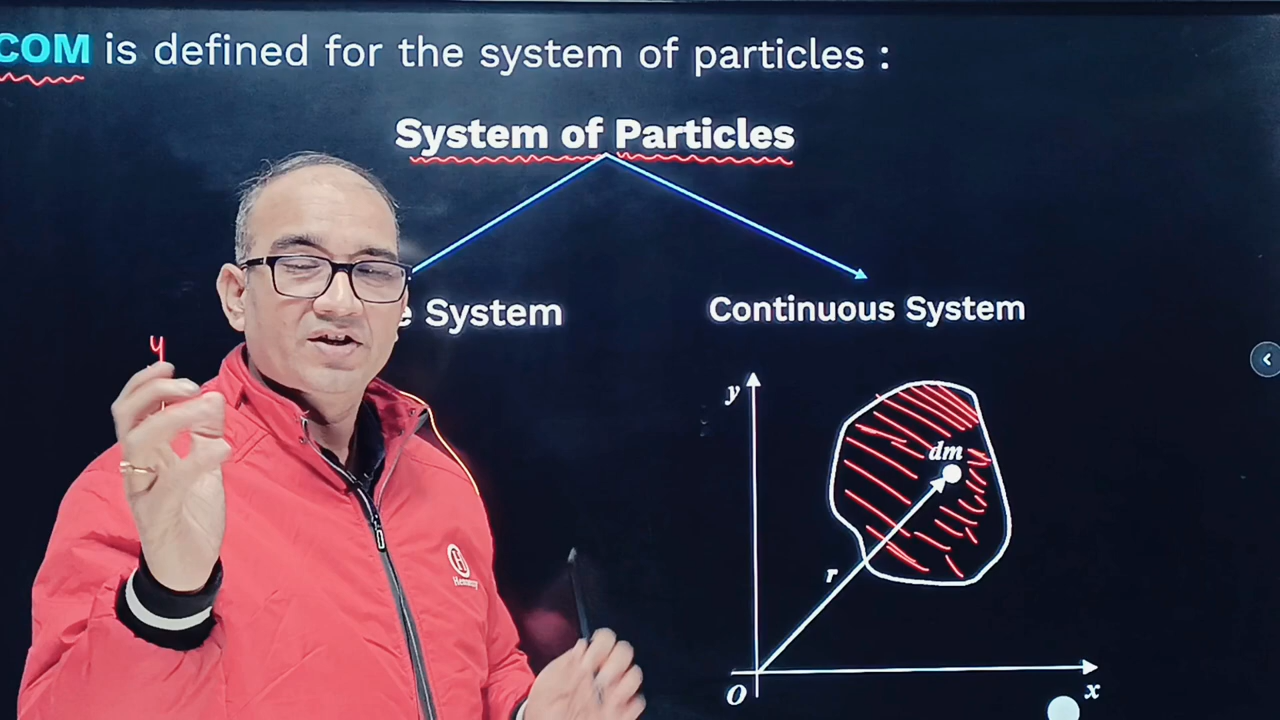 COM is defined for the system of particles :
System of Particles
e System
Continuous System
y
y
dm
r
O
x
H